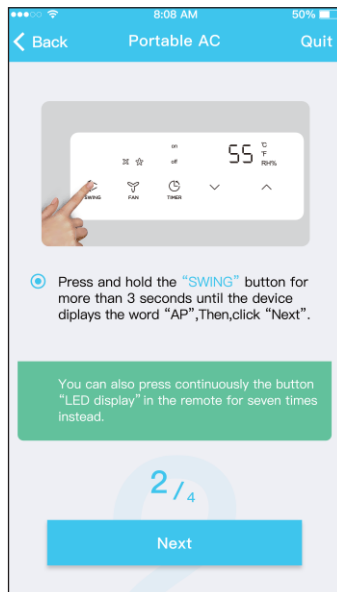 8:08 AM
50%
Back
Portable AC
Quit
on
off
55
°C
°F
RH%
SWING
FAN
TIMER
Press and hold the “SWING” button for
more than 3 seconds until the device
diplays the word “AP”,Then,click “Next”.
You can also press continuously the button
“LED display” in the remote for seven times
instead.
2/4
Next